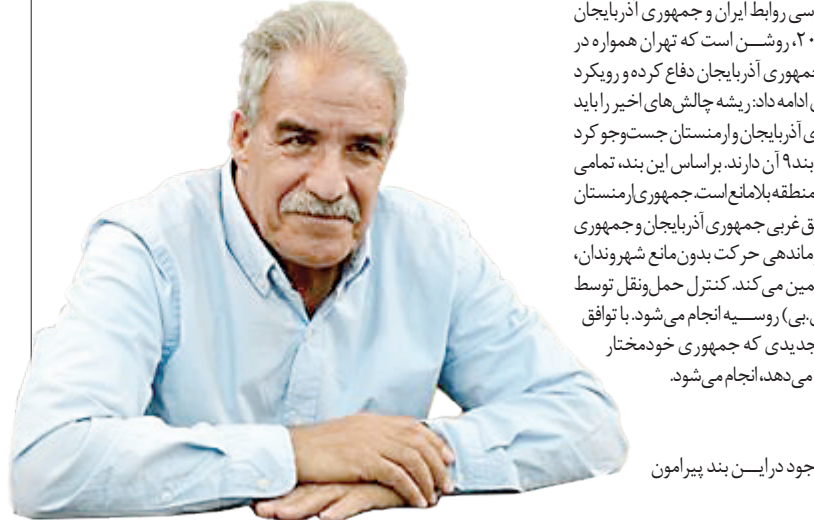 سی روابط ایران و جمهوری آذربایجان
۲۰، روشن است که تهران همواره در
جمهوری آذربایجان دفاع کرده و رویکرد
ادامه داد: ریشه چالش‌های اخیر را باید
ی آذربایجان و ارمنستان جست‌وجو کرد
بند ۹ آن دارند. براساس این بند، تمامی
منطقه بلامانع است. جمهوری ارمنستان
ق غربی جمهوری آذربایجان و جمهوری
ماندهی حرکت بدون‌مانع شهروندان،
مین می‌کند. کنترل حمل‌ونقل توسط
.بی) روسیه انجام می‌شود. با توافق
جدیدی که جمهوری خودمختار
می‌دهد، انجام می‌شود.
جود در این بند پیرامون